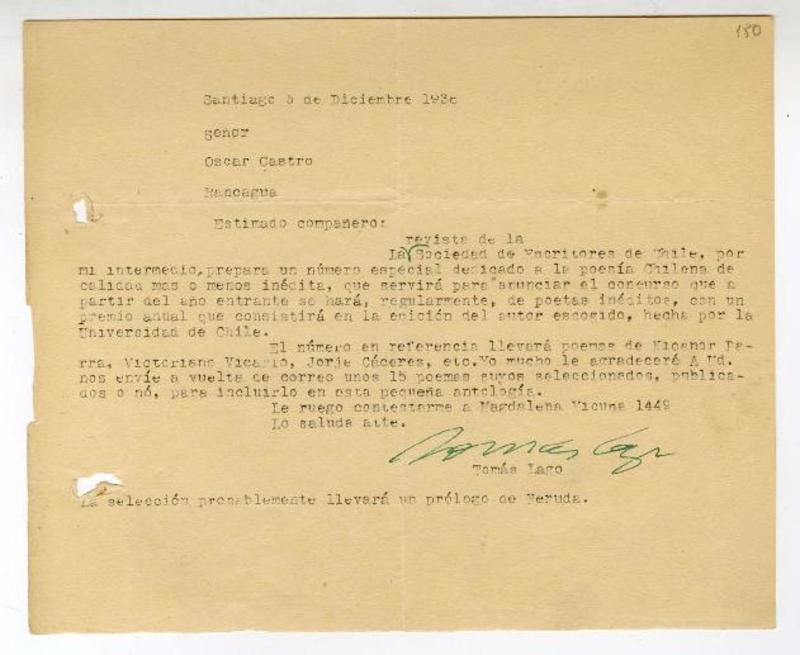 180
Santiago 5 de Diciembre 193
Señor
Oscar Castro
Rancagua
Estimado compañero:
revista de la
La Sociedad de Escritores de Chile, por
mi intermedio, prepara un número especial dedicado a la poesía Chilena de
calidad mas o menos inédita, que servirá para anunciar el concurso que a
partir del año entrante se hará, regularmente, de poetas inéditos, con un
premio anual que consistirá en la edición del autor escogido, hecha por la
Universidad de Chile.
El número en referencia llevará poemas de Nicanor Pa-
rra, Victoriano Vicario, Jorje Cáceres, etc.Yo mucho le agradeceré A Ud.
nos envíe a vuelta de correo unos 15 poemas suyos seleccionados, publica-
dos o nó, para incluirlo en esta pequeña antología.
Le ruego contestarme a Magdalena Vicuna 1449
Lo saluda atte.
Tomás Lago
Tomás Lago
La selección probablemente llevará un prólogo de Neruda.